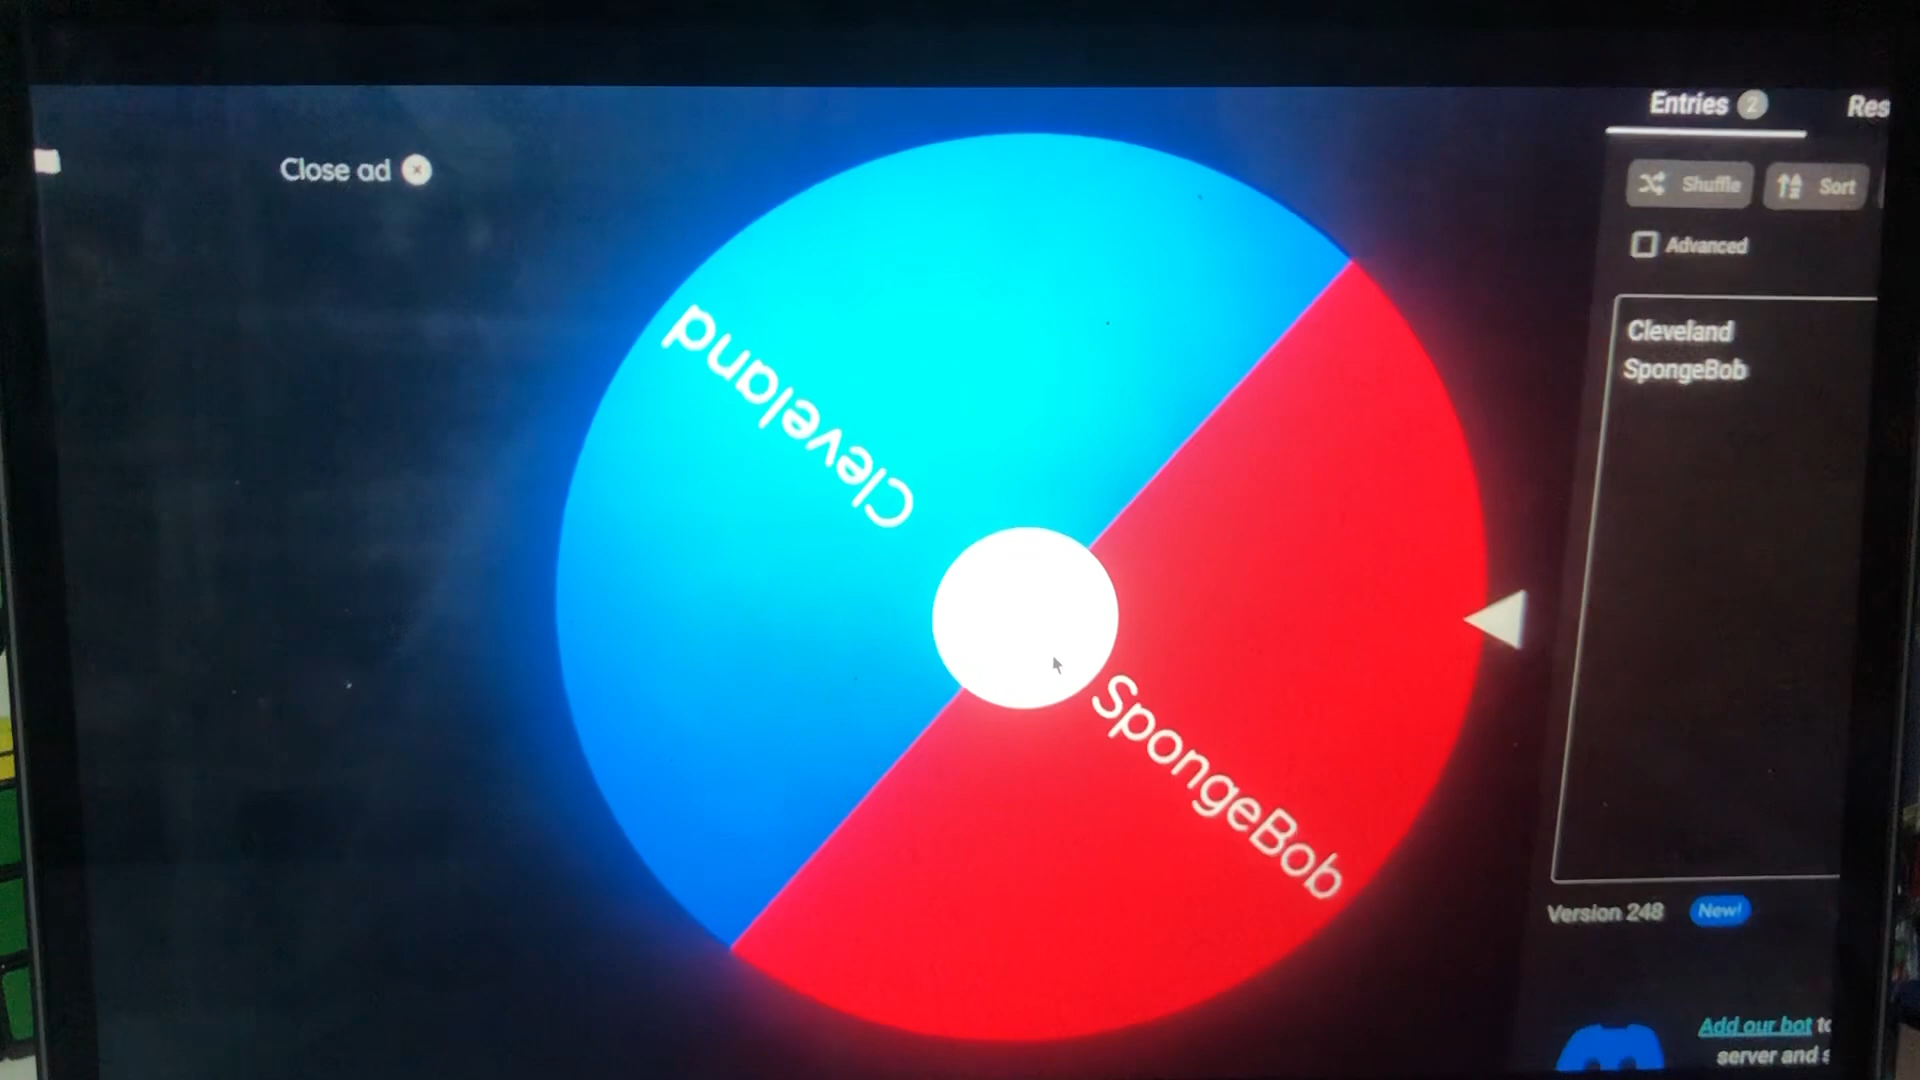 Entries 2
Res
Close ad
Shuffle
Sort
Advanced
Cleveland
SpongeBob
Cleveland
SpongeBob
Version 248
New!
Add our bot to
server and s